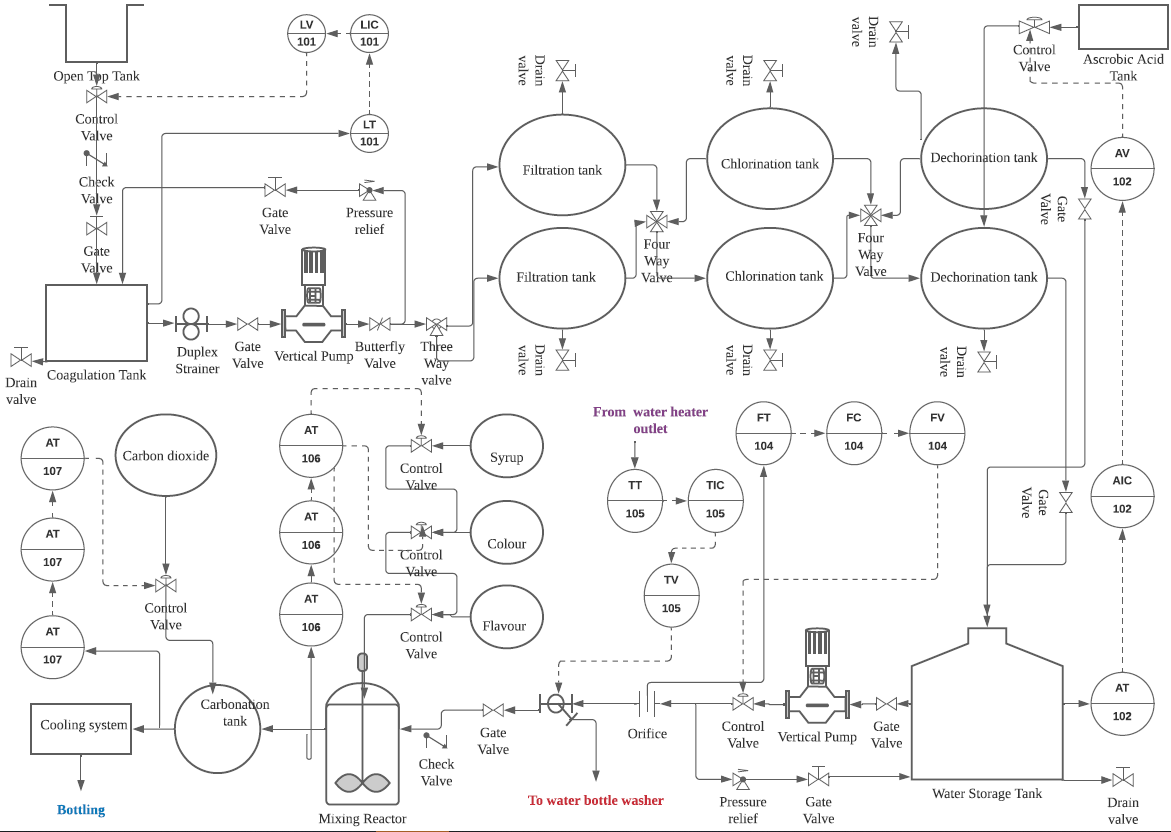 LV
101
LIC
101
LT
101
Open Top Tank
Control
Valve
Check
Valve
Gate
Valve
Coagulation Tank
Drain
valve
Duplex
Strainer
Gate
Valve
Vertical Pump
Butterfly
Valve
Three
Way
valve
Gate
Valve
Pressure
relief
Drain
valve
Filtration tank
Filtration tank
Drain
valve
Four
Way
Valve
Drain
valve
Chlorination tank
Chlorination tank
Drain
valve
Four
Way
Valve
Drain
valve
Dechorination tank
Dechorination tank
Drain
valve
Control
Valve
Ascrobic Acid
Tank
AV
102
Gate
Valve
Gate
Valve
AIC
102
AT
102
Water Storage Tank
Drain
valve
Gate
Valve
Vertical Pump
Control
Valve
Pressure
relief
Gate
Valve
Orifice
FT
104
FC
104
FV
104
From water heater
outlet
TT
105
TIC
105
TV
105
To water bottle washer
Gate
Valve
Check
Valve
Mixing Reactor
Syrup
Colour
Flavour
Control
Valve
Control
Valve
Control
Valve
AT
106
AT
106
AT
106
Carbon dioxide
Control
Valve
AT
107
AT
107
AT
107
Carbonation
tank
Cooling system
Bottling